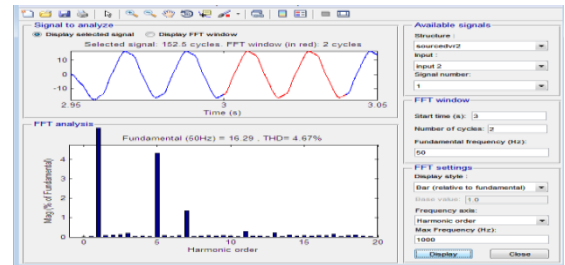 Signal to analyze
Display selected signal Display FFT window
Selected signal: 152.5 cycles. FFT window (in red): 2 cycles
10
0
-10
2.95 3 3.05
Time (s)
FFT analysis
Fundamental (50Hz) = 16.29 , THD= 4.67%
Mag (% of Fundamental)
4
3
2
1
0
0 5 10 15 20
Harmonic order
Available signals
Structure :
sourcedvr2
Input :
input 2
Signal number:
1
FFT window
Start time (s): 3
Number of cycles: 2
Fundamental frequency (Hz):
50
FFT settings
Display style :
Bar (relative to fundamental)
Base value: 1.0
Frequency axis:
Harmonic order
Max Frequency (Hz):
1000
Display Close